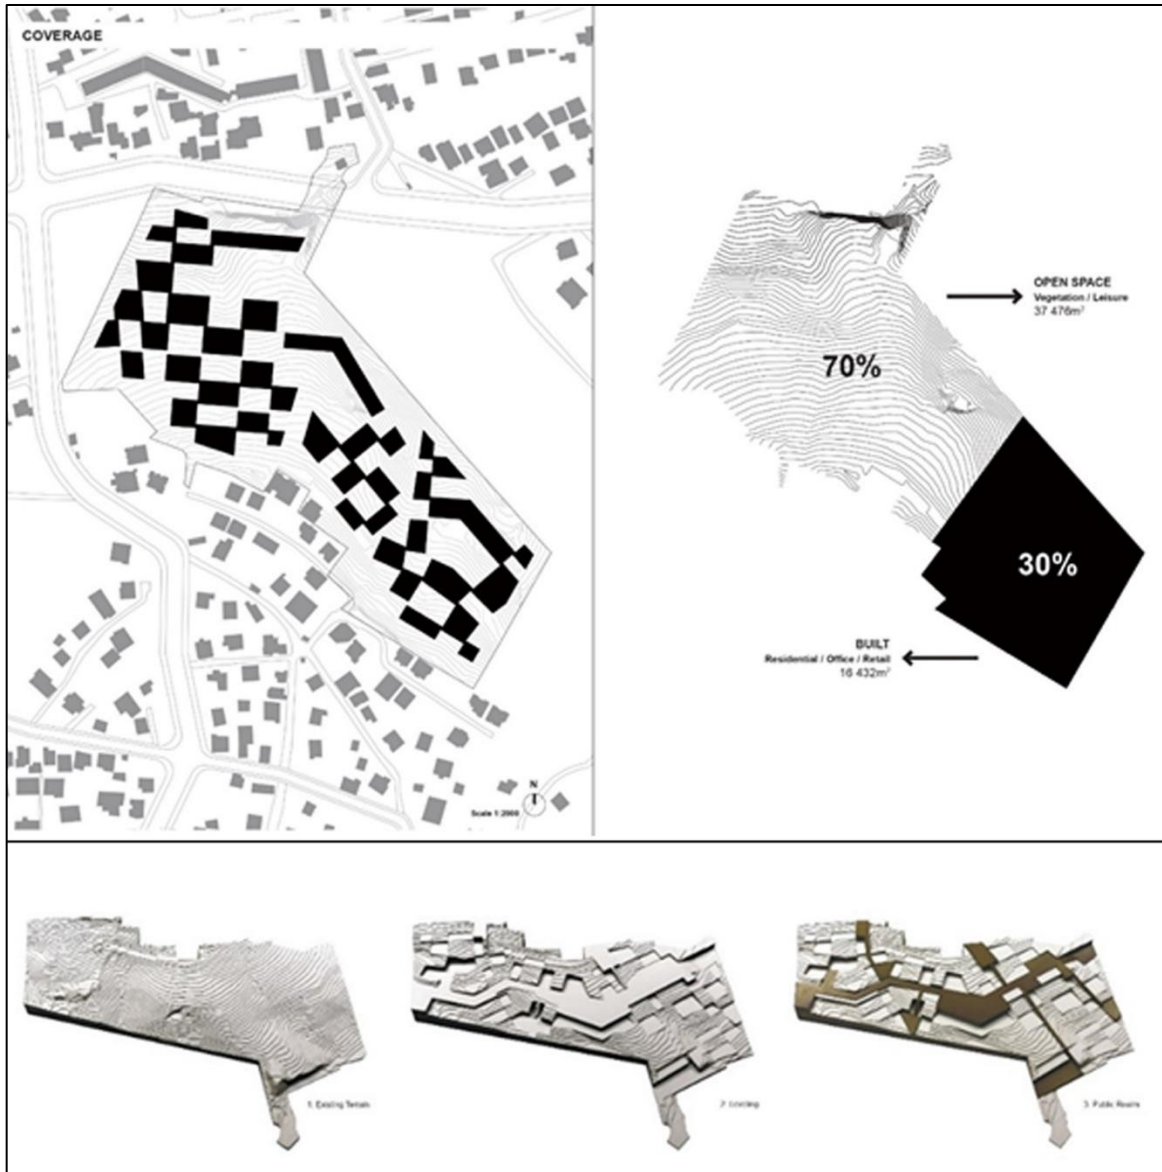 COVERAGE
OPEN SPACE
Vegetation / Leisure
37 476m²
70%
30%
BUILT
Residential / Office / Retail
16 432m²
N
Scale 1:2000
1: Existing Terrain
2:
3: Public Realm